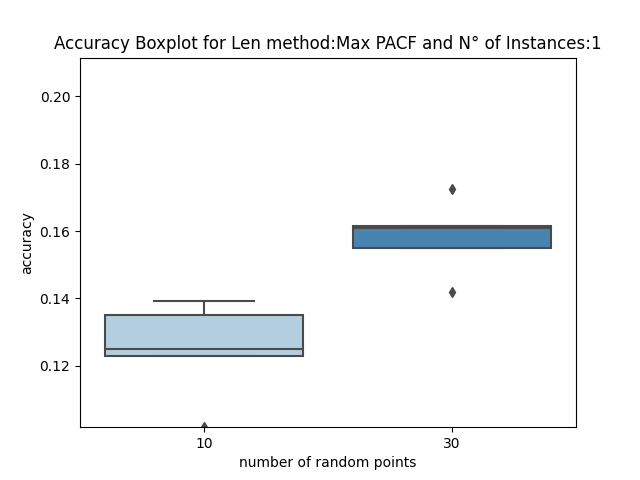 Accuracy Boxplot for Len method:Max PACF and N° of Instances:1
0.20
0.18
0.16
0.14
0.12
accuracy
10 30
number of random points